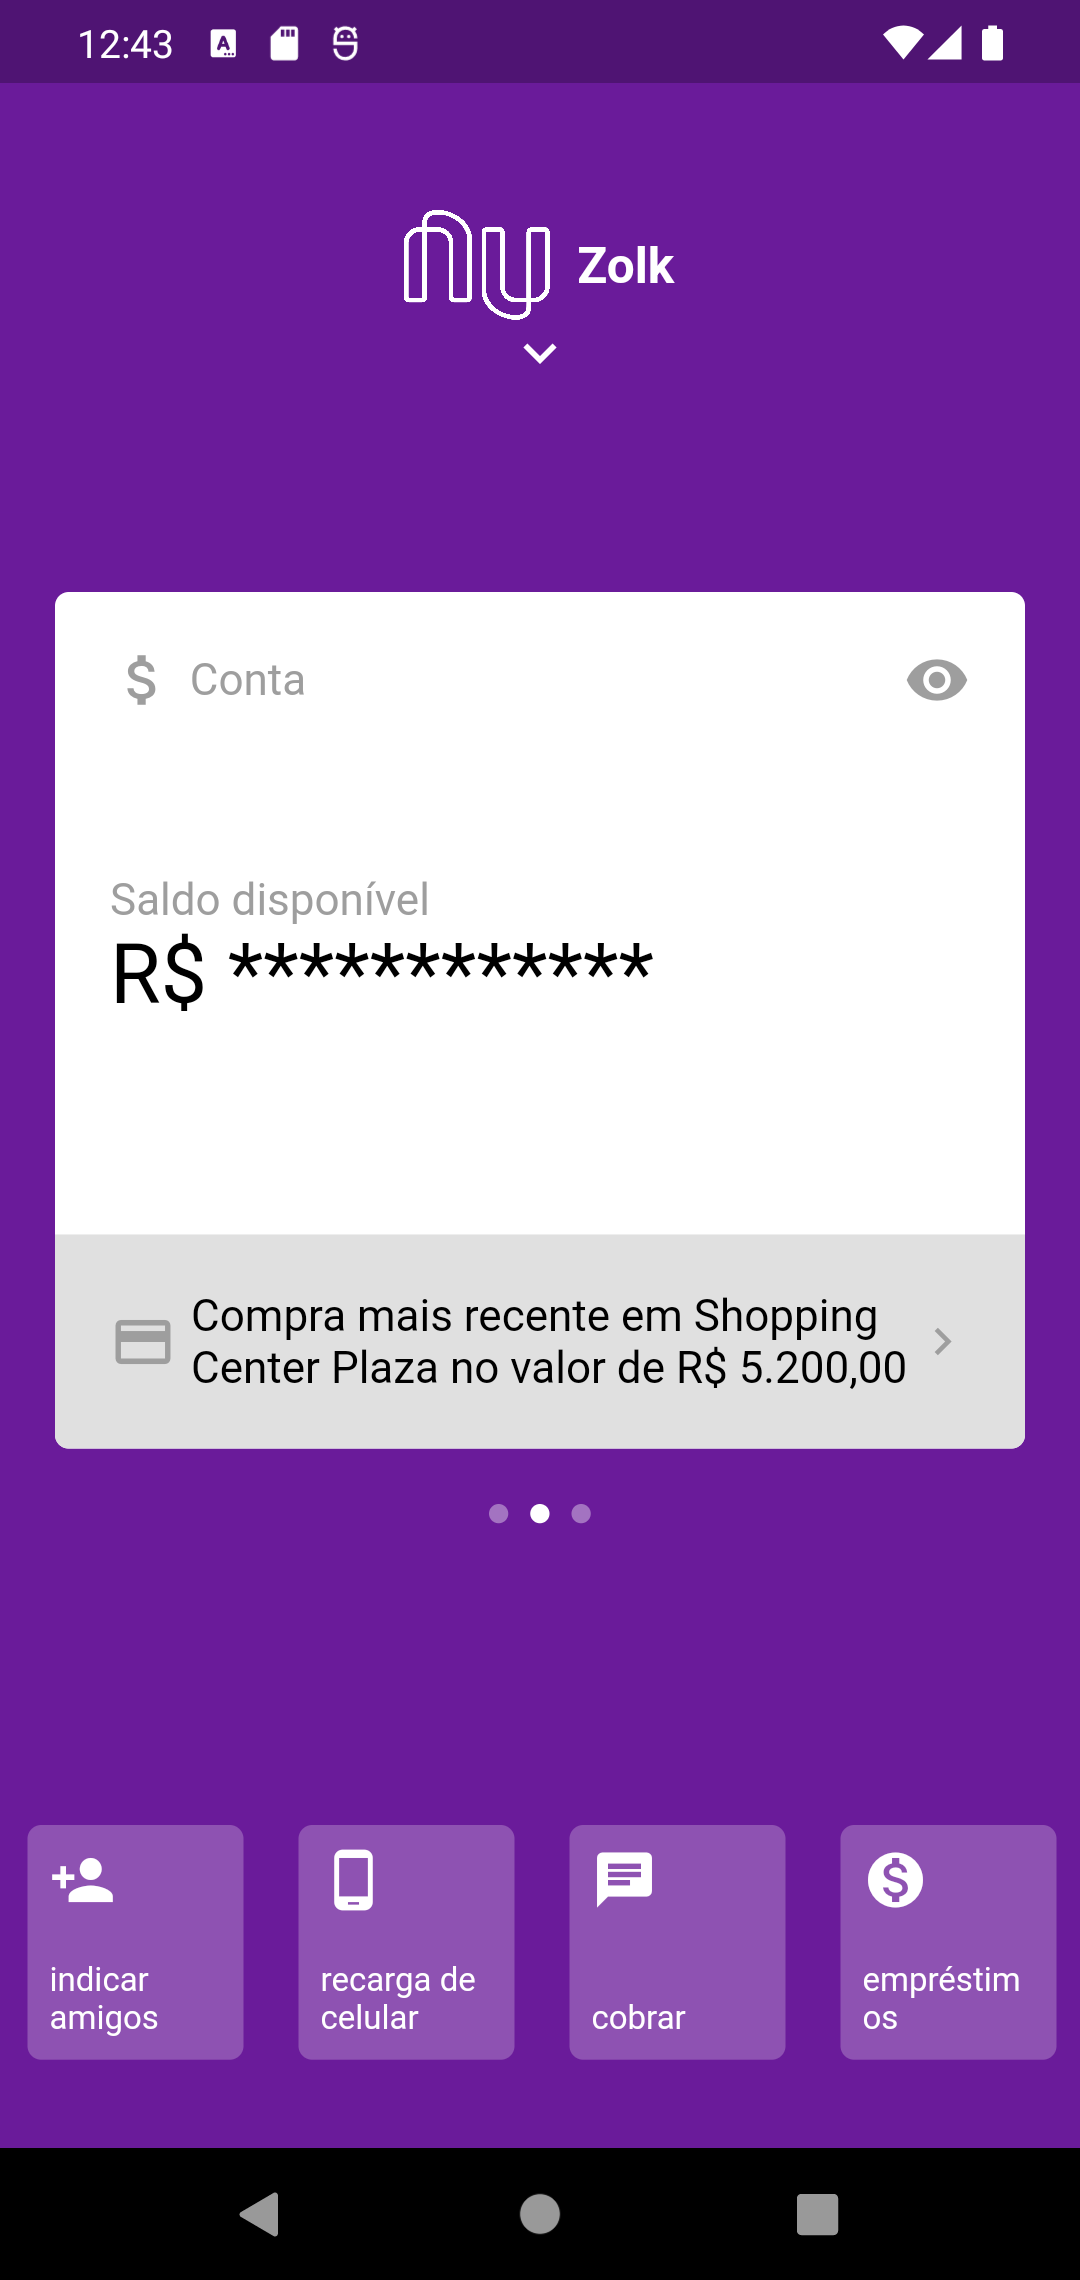 12:43
nu Zolk
Conta
Saldo disponível
R$ ************
Compra mais recente em Shopping
Center Plaza no valor de R$ 5.200,00
indicar
amigos
recarga de
celular
cobrar
empréstim
os